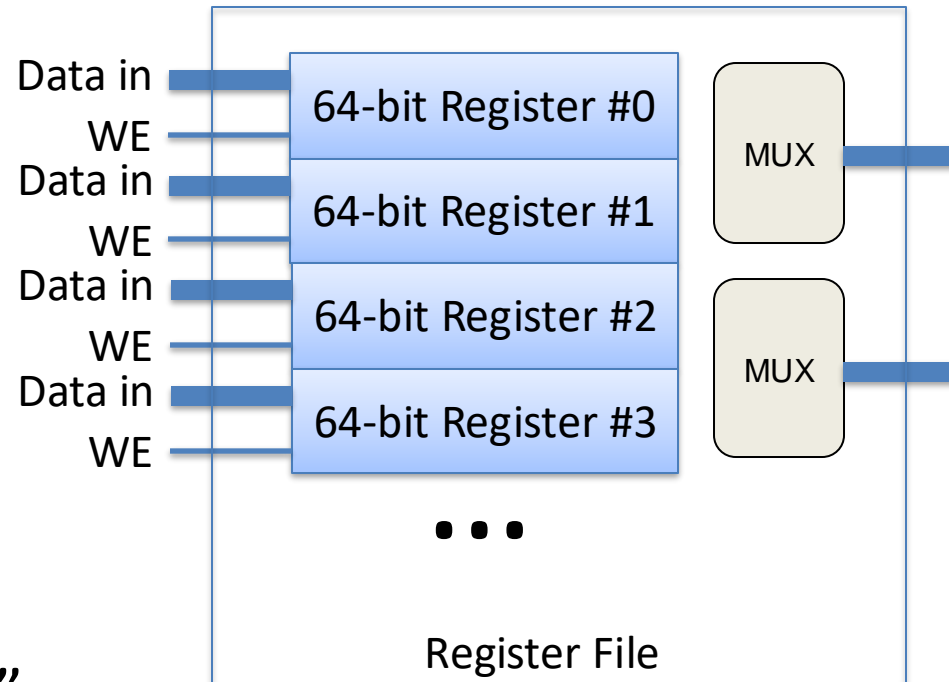 Data in
64-bit Register #0
WE
MUX
Data in
64-bit Register #1
WE
Data in
64-bit Register #2
WE
MUX
Data in
64-bit Register #3
WE
...
Register File
”